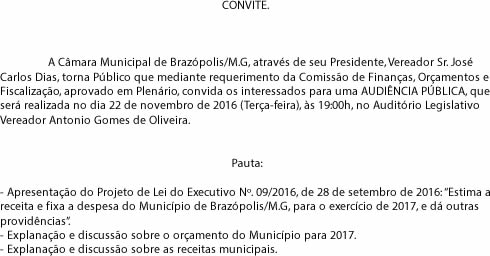 CONVITE.
A Câmara Municipal de Brazópolis/M.G, através de seu Presidente, Vereador Sr. José
Carlos Dias, torna Público que mediante requerimento da Comissão de Finanças, Orçamentos e
Fiscalização, aprovado em Plenário, convida os interessados para uma AUDIÊNCIA PÚBLICA, que
será realizada no dia 22 de novembro de 2016 (Terça-feira), às 19:00h, no Auditório Legislativo
Vereador Antonio Gomes de Oliveira.
Pauta:
- Apresentação do Projeto de Lei do Executivo Nº. 09/2016, de 28 de setembro de 2016: "Estima a
receita e fixa a despesa do Município de Brazópolis/M.G, para o exercício de 2017, e dá outras
providências".
- Explanação e discussão sobre o orçamento do Município para 2017.
- Explanação e discussão sobre as receitas municipais.